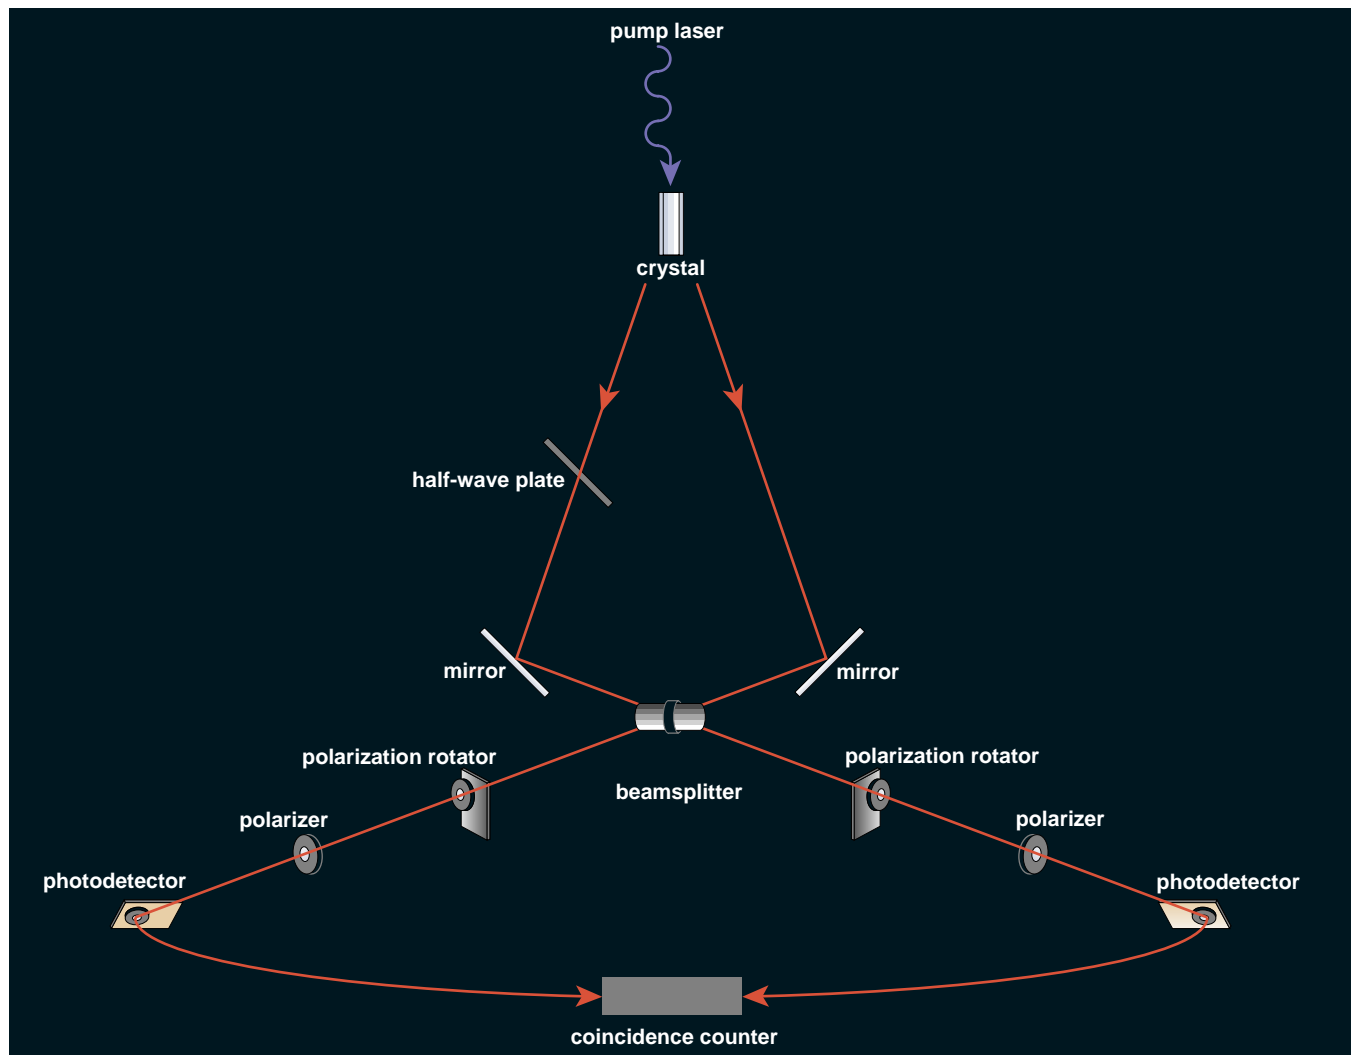 pump laser
crystal
half-wave plate
mirror
mirror
polarization rotator
polarization rotator
beamsplitter
polarizer
polarizer
photodetector
photodetector
coincidence counter